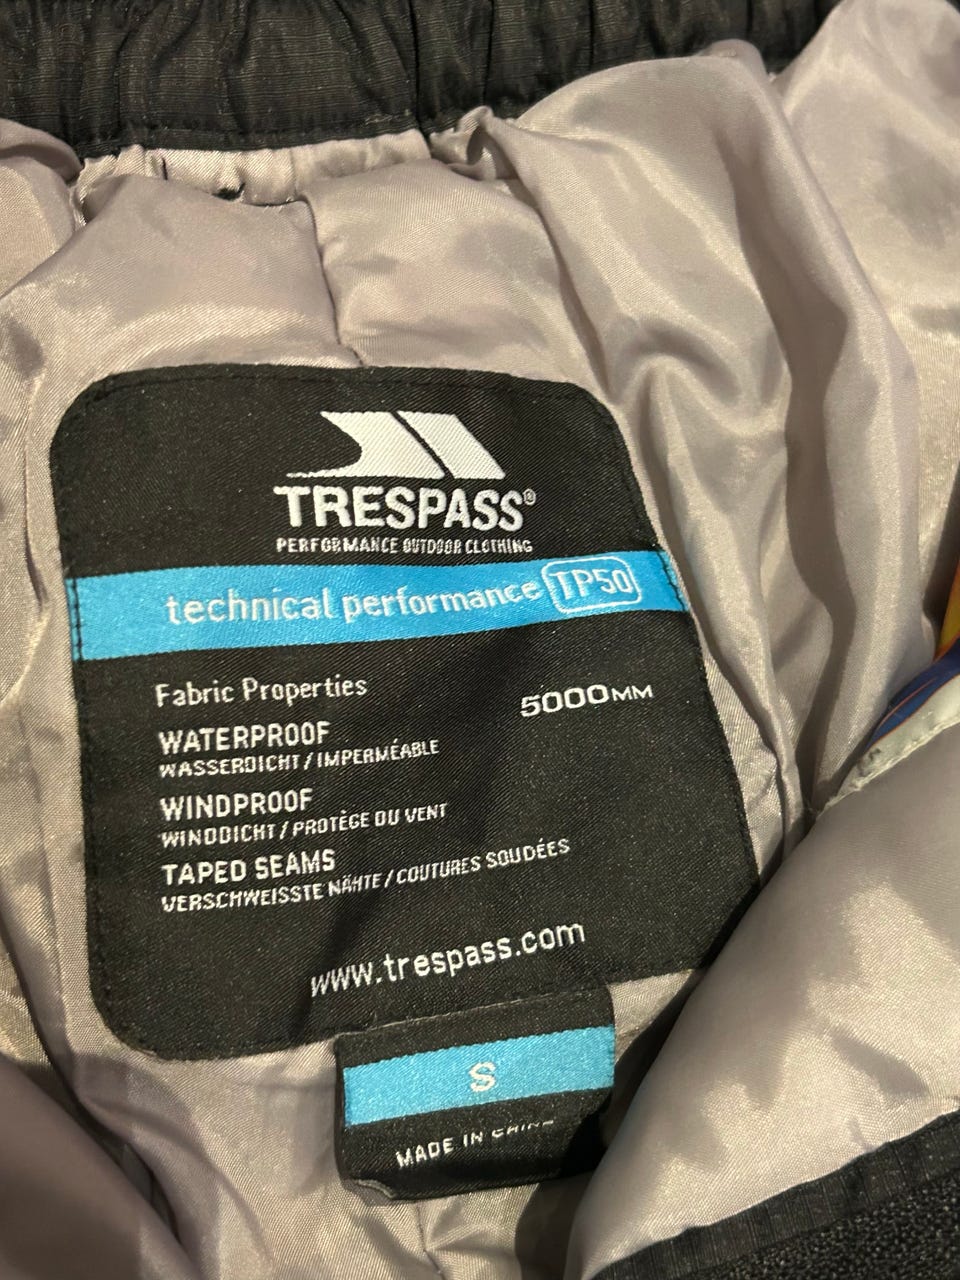 TRESPASS®
PERFORMANCE OUTDOOR CLOTHING
technical performance TP50
Fabric Properties
WATERPROOF 5000MM
WASSERDICHT / IMPERMÉABLE
WINDPROOF
WINDDICHT / PROTÈGE DU VENT
TAPED SEAMS
VERSCHWEISSTE NÄHTE / COUTURES SOUDÉES
www.trespass.com
S
MADE IN CHINA